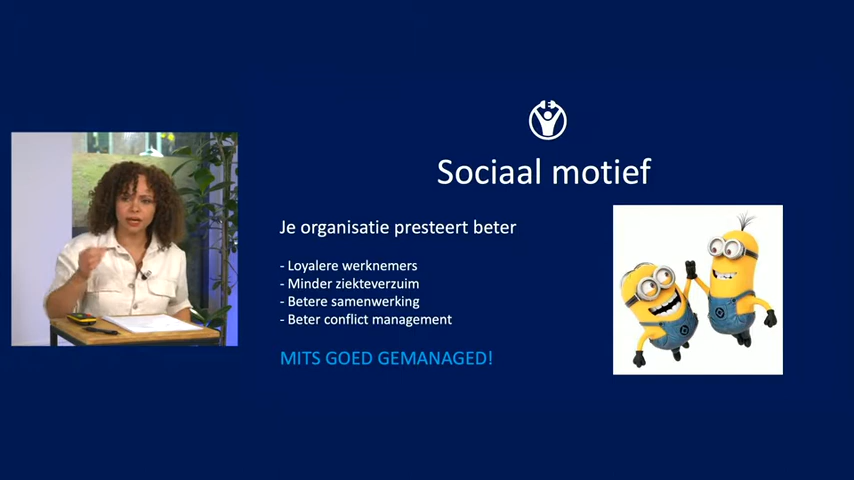 Sociaal motief
Je organisatie presteert beter
- Loyalere werknemers
- Minder ziekteverzuim
- Betere samenwerking
- Beter conflict management
MITS GOED GEMANAGED!